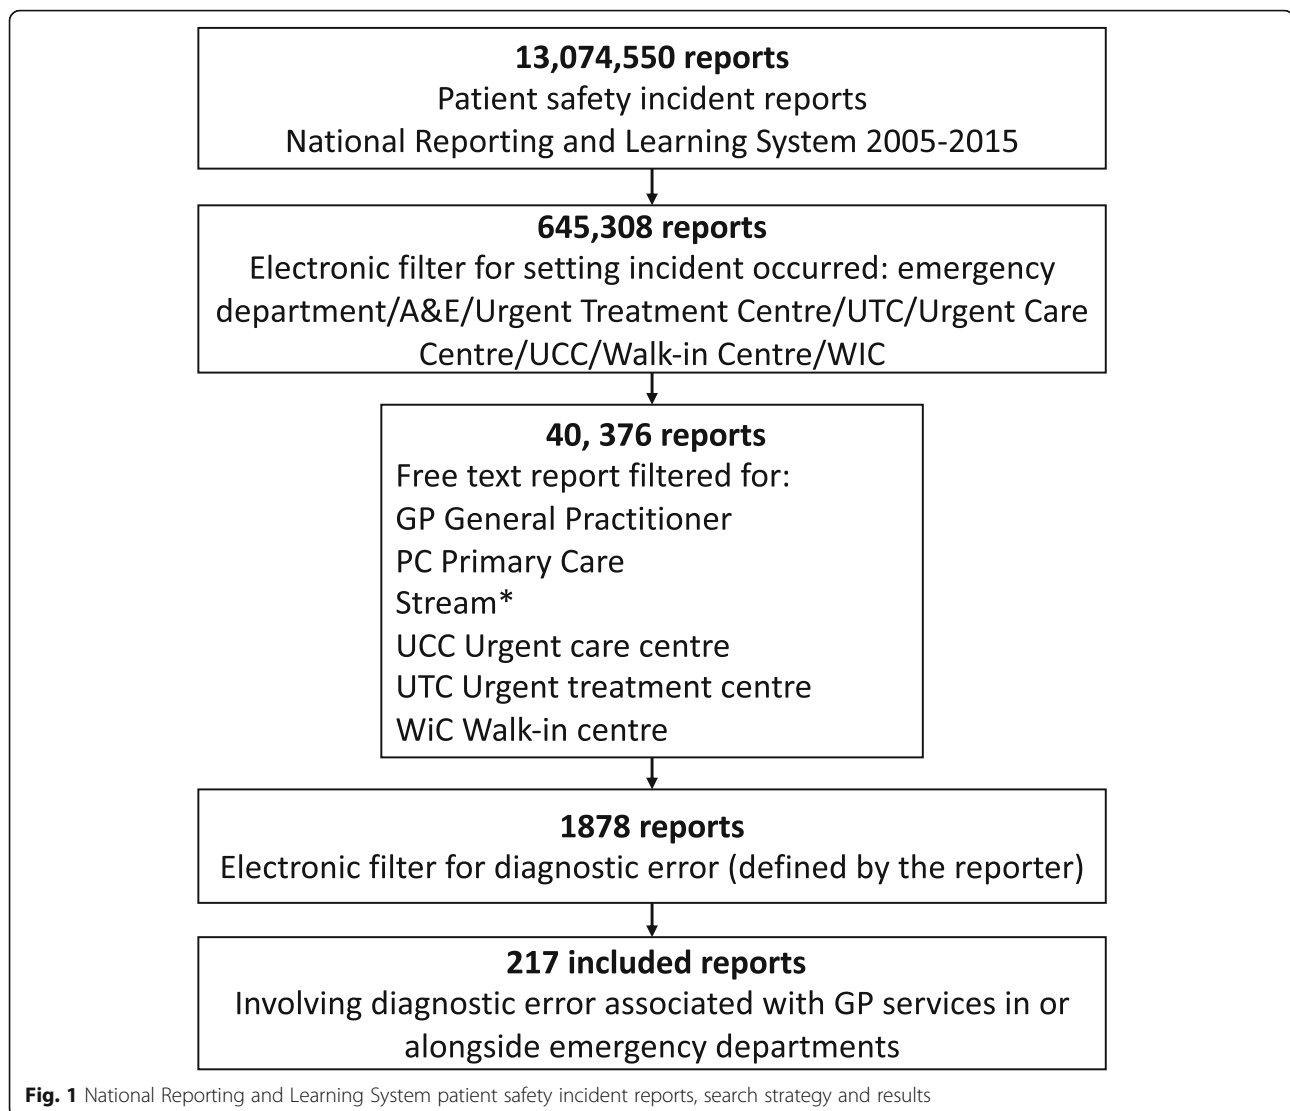 13,074,550 reports
Patient safety incident reports
National Reporting and Learning System 2005-2015
645,308 reports
Electronic filter for setting incident occurred: emergency
department/A&E/Urgent Treatment Centre/UTC/Urgent Care
Centre/UCC/Walk-in Centre/WIC
40, 376 reports
Free text report filtered for:
GP General Practitioner
PC Primary Care
Stream*
UCC Urgent care centre
UTC Urgent treatment centre
WiC Walk-in centre
1878 reports
Electronic filter for diagnostic error (defined by the reporter)
217 included reports
Involving diagnostic error associated with GP services in or
alongside emergency departments
Fig. 1 National Reporting and Learning System patient safety incident reports, search strategy and results